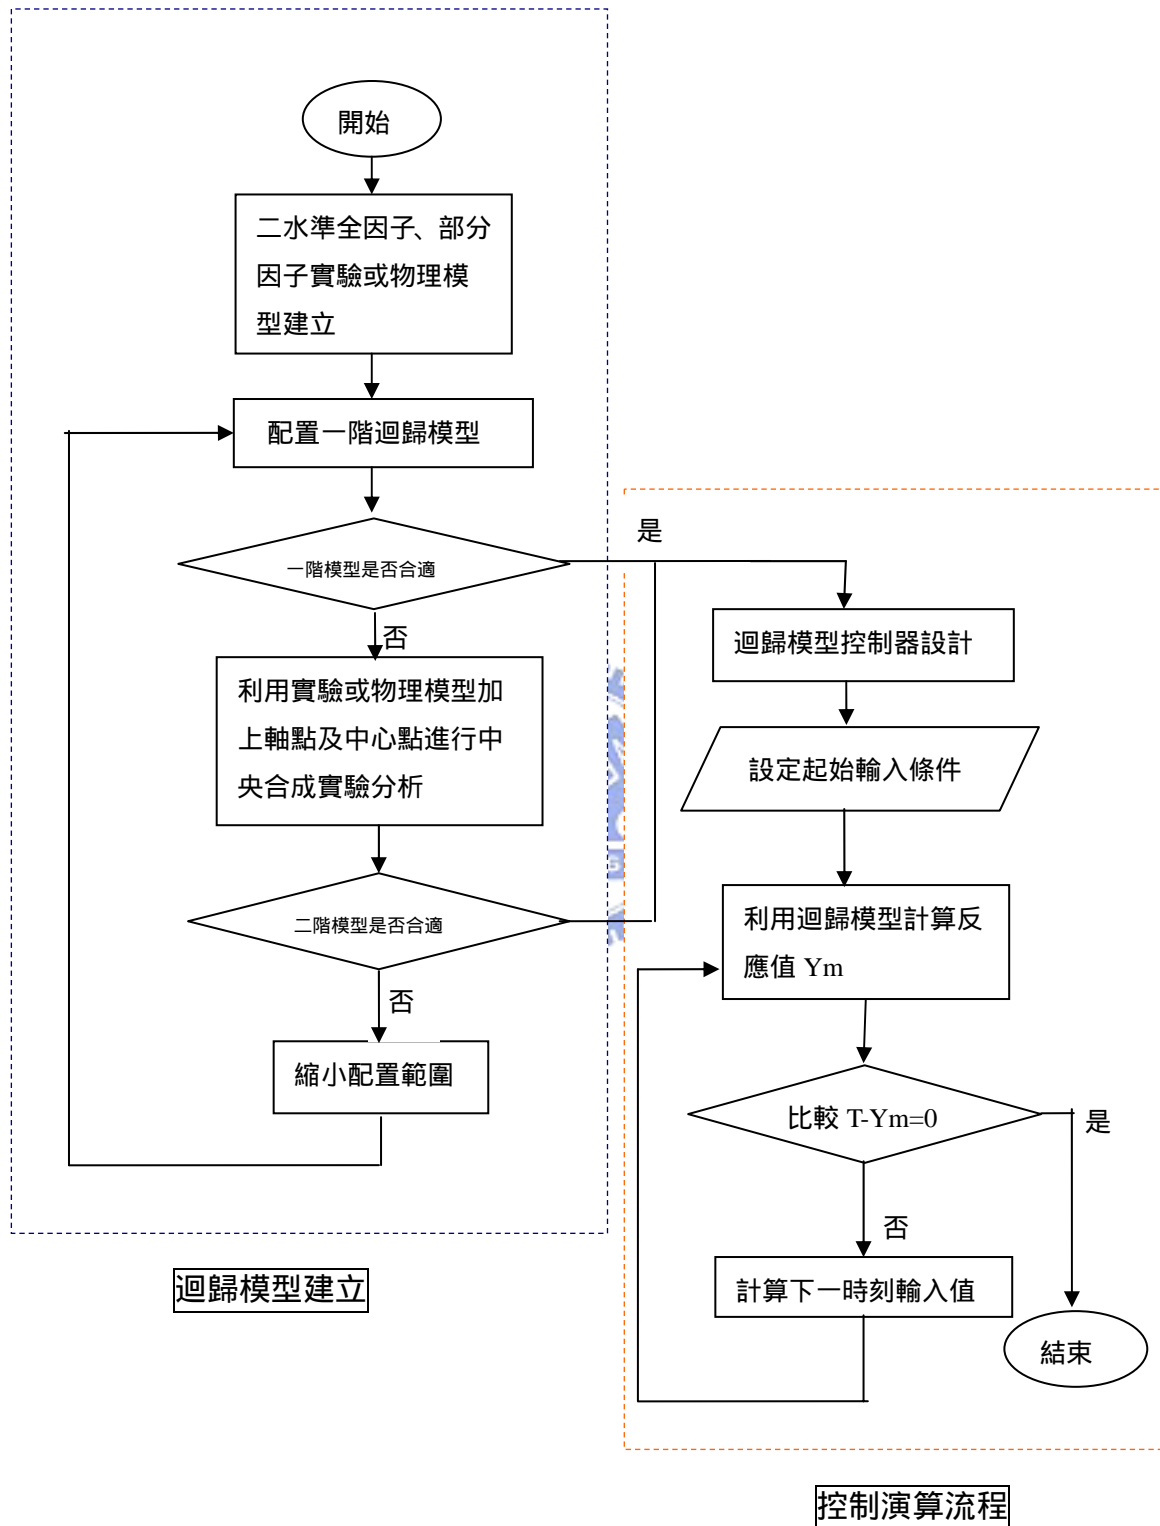 開始
二水準全因子、部分
因子實驗或物理模
型建立
配置一階迴歸模型
一階模型是否合適
否
利用實驗或物理模型加
上軸點及中心點進行中
央合成實驗分析
二階模型是否合適
否
縮小配置範圍
迴歸模型建立
是
迴歸模型控制器設計
設定起始輸入條件
利用迴歸模型計算反
應值 Ym
比較 T-Ym=0
是
否
計算下一時刻輸入值
結束
控制演算流程